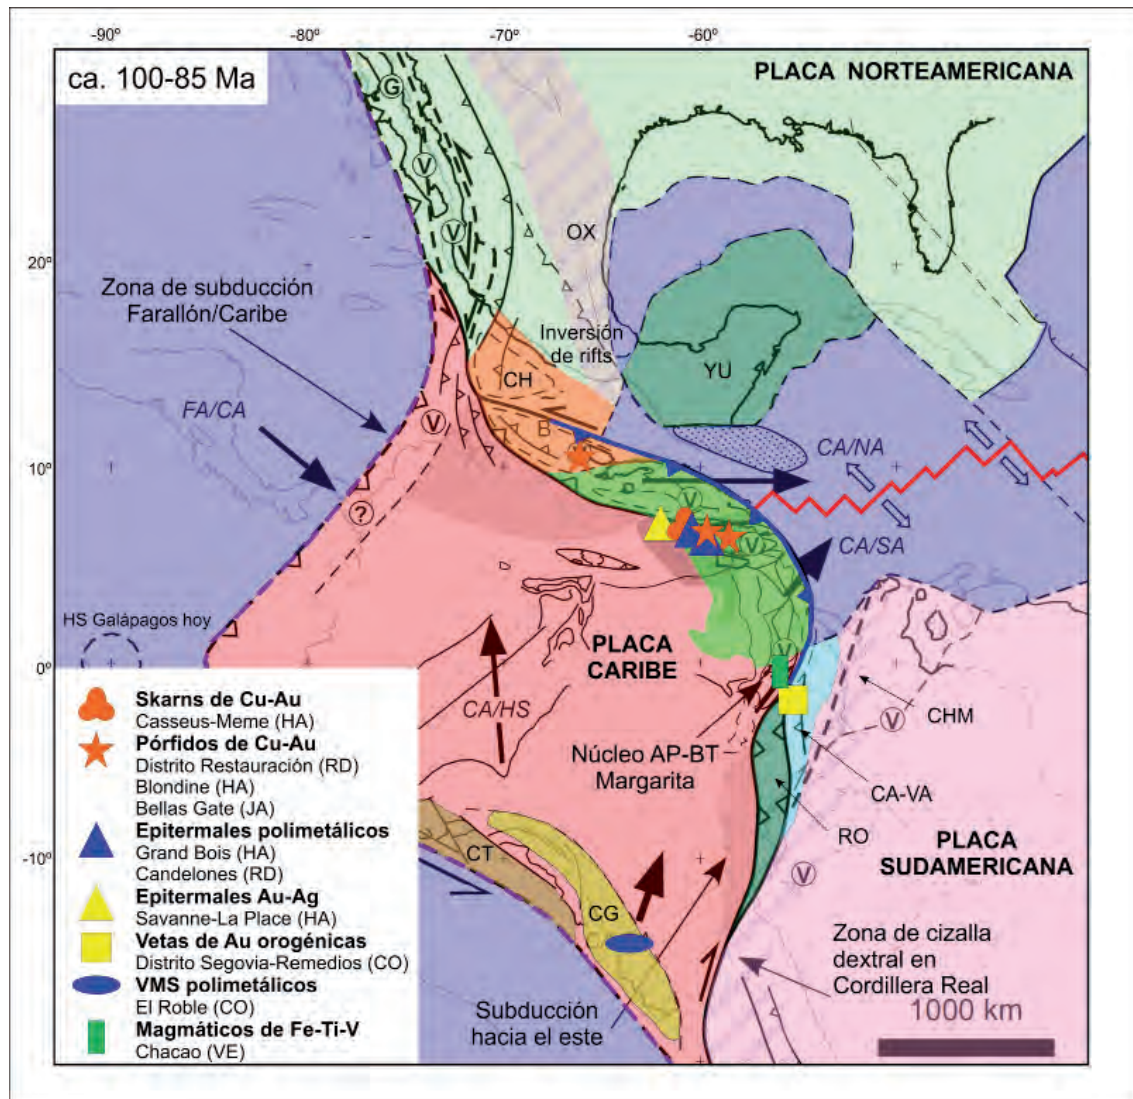 -90º
-80º
-70º
-60º
ca. 100-85 Ma
PLACA NORTEAMERICANA
G
V
V
20º
OX
Zona de subducción
Farallón/Caribe
Inversión
de rifts
YU
CH
FA/CA
V
B
CA/NA
10º
V
?
V
CA/SA
HS Galápagos hoy
PLACA
CARIBE
V
0º
CA/HS
CHM
V
Núcleo AP-BT
Margarita
CA-VA
RO
PLACA
SUDAMERICANA
-10º
CT
V
CG
Zona de cizalla
dextral en
Cordillera Real
Subducción
hacia el este
1000 km
Skarns de Cu-Au
Casseus-Meme (HA)
Pórfidos de Cu-Au
Distrito Restauración (RD)
Blondine (HA)
Bellas Gate (JA)
Epitermales polimetálicos
Grand Bois (HA)
Candelones (RD)
Epitermales Au-Ag
Savanne-La Place (HA)
Vetas de Au orogénicas
Distrito Segovia-Remedios (CO)
VMS polimetálicos
El Roble (CO)
Magmáticos de Fe-Ti-V
Chacao (VE)